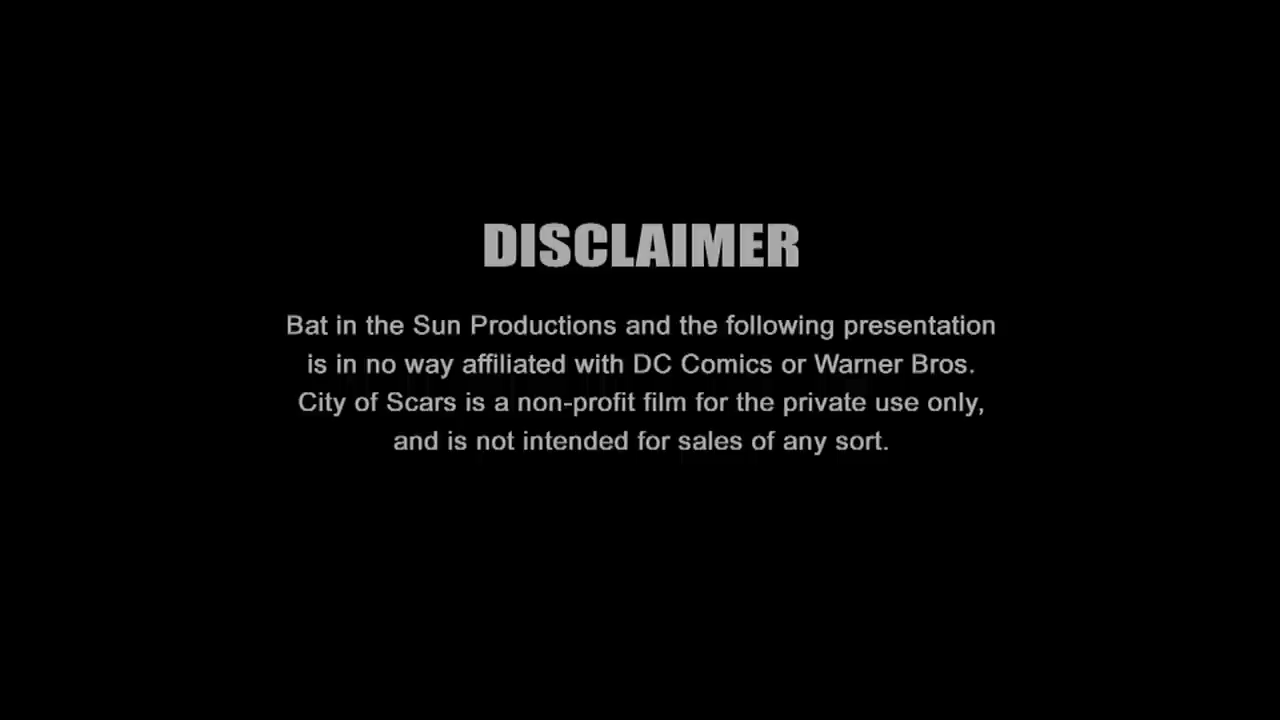 DISCLAIMER
Bat in the Sun Productions and the following presentation
is in no way affiliated with DC Comics or Warner Bros.
City of Scars is a non-profit film for the private use only,
and is not intended for sales of any sort.